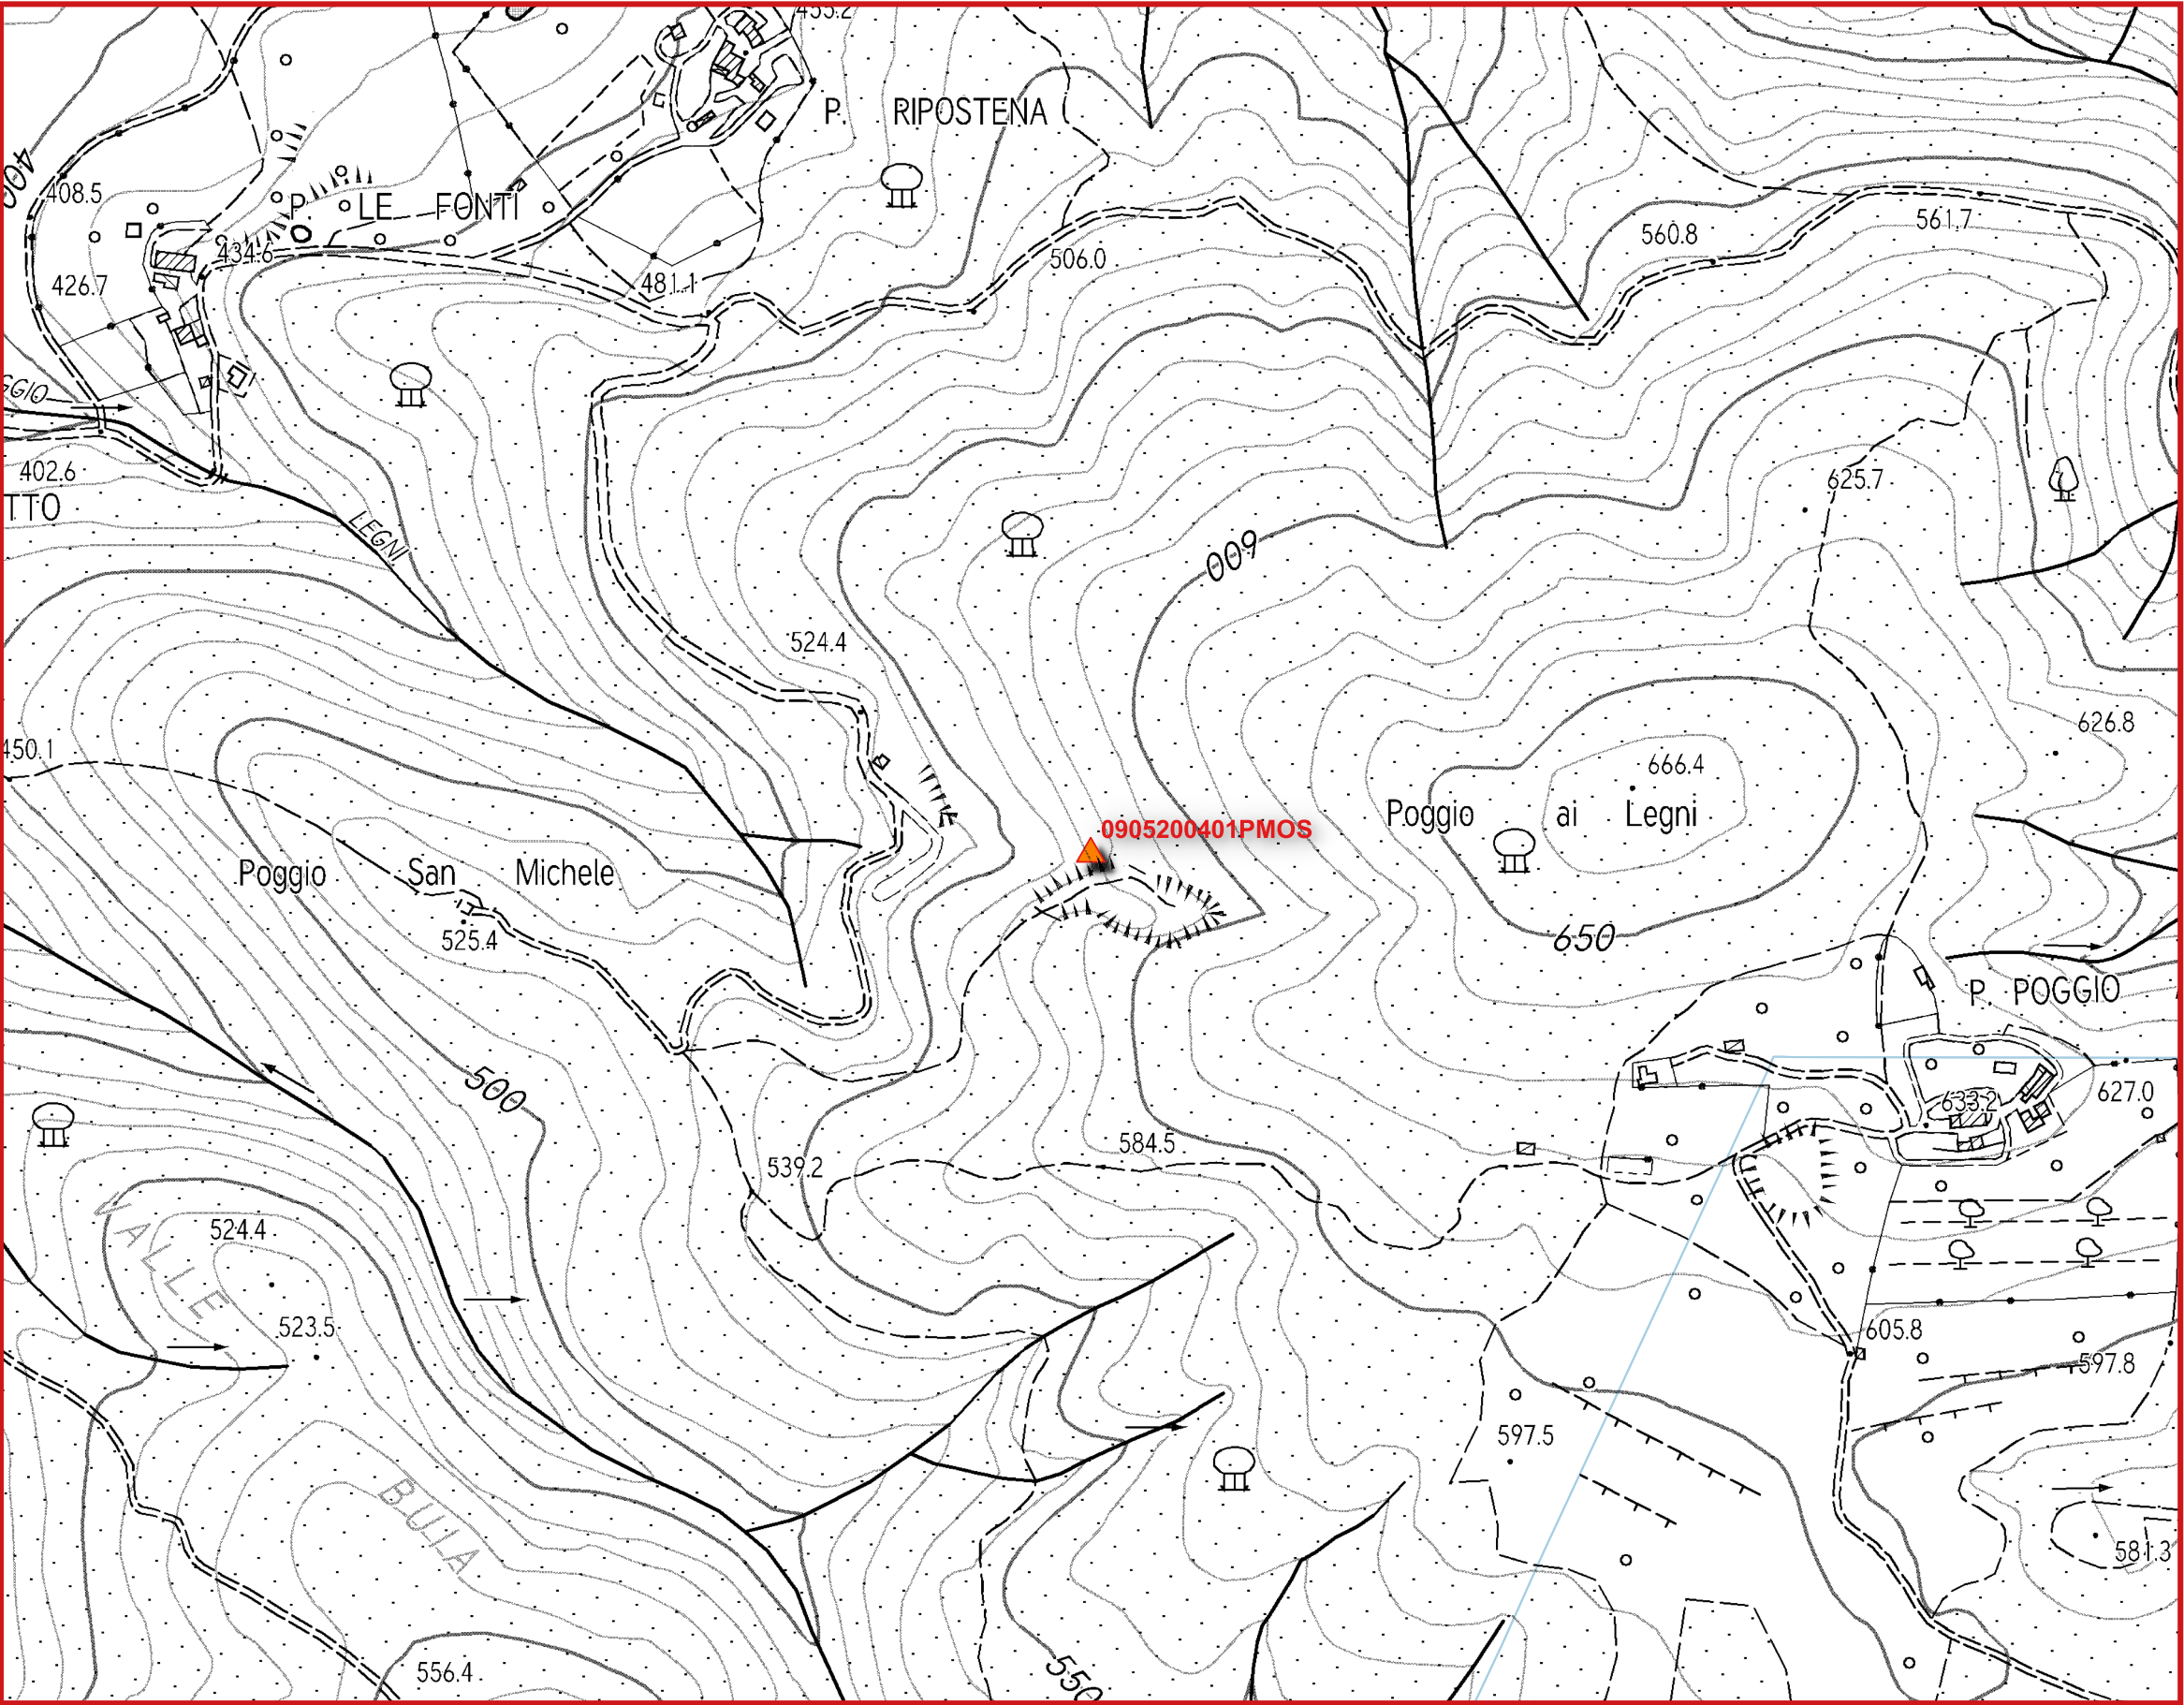 455.2
P. RIPOSTENA
400
408.5
P. LE FONTI
434.6
426.7
481.1
506.0
560.8
561.7
GGIO
402.6
TTO
LEGNI
625.7
600
524.4
626.8
450.1
666.4
Poggio ai Legni
0905200401PMOS
Poggio San Michele
525.4
650
P. POGGIO
500
627.0
633.2
584.5
539.2
VALLE
524.4
523.5
605.8
597.8
597.5
BULA
581.3
556.4
550